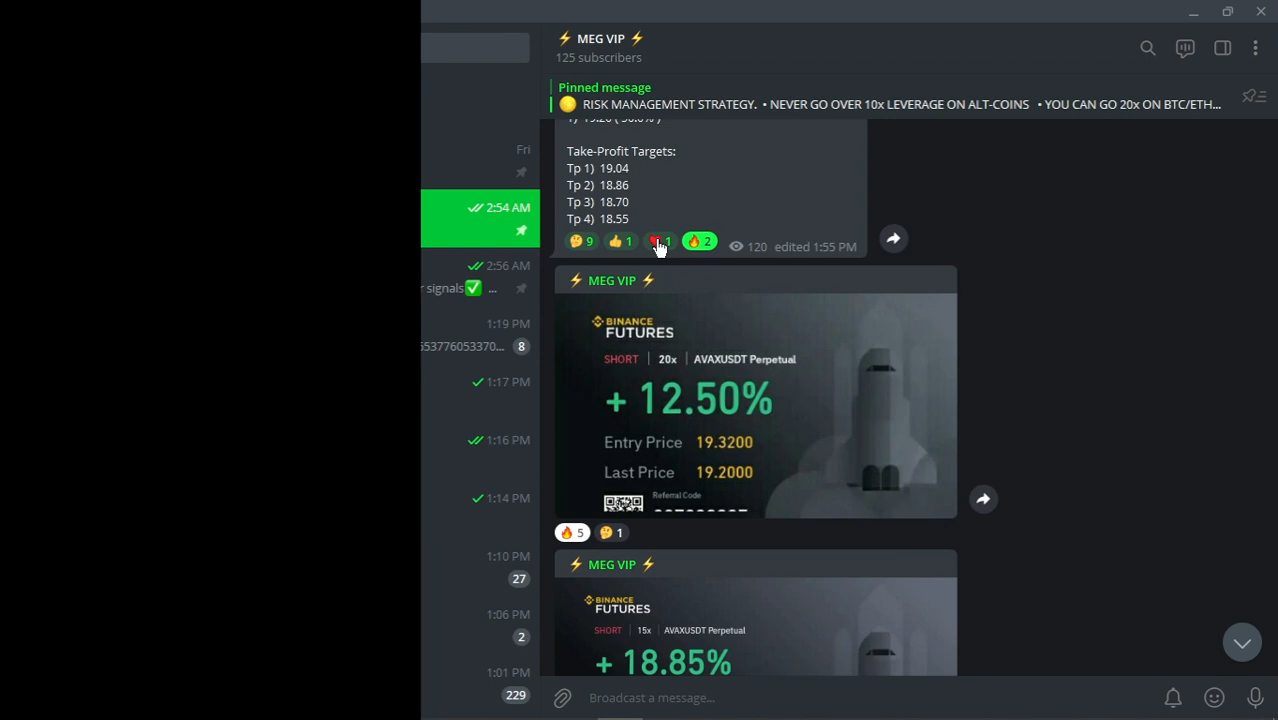 ⚡ MEG VIP ⚡
125 subscribers
Pinned message
🟡 RISK MANAGEMENT STRATEGY. • NEVER GO OVER 10x LEVERAGE ON ALT-COINS • YOU CAN GO 20x ON BTC/ETH...
Fri
2:54 AM
2:56 AM
r signals✅ ...
1:19 PM
553776053370... 8
1:17 PM
1:16 PM
1:14 PM
1:10 PM
27
1:06 PM
2
1:01 PM
229
Take-Profit Targets:
Tp 1) 19.04
Tp 2) 18.86
Tp 3) 18.70
Tp 4) 18.55
🤔 9 👍 1 ❤️ 1 🔥 2 120 edited 1:55 PM
⚡ MEG VIP ⚡
BINANCE
FUTURES
SHORT | 20x | AVAXUSDT Perpetual
+ 12.50%
Entry Price 19.3200
Last Price 19.2000
Referral Code
🔥 5 🤔 1
⚡ MEG VIP ⚡
BINANCE
FUTURES
SHORT | 15x | AVAXUSDT Perpetual
+ 18.85%
Broadcast a message...